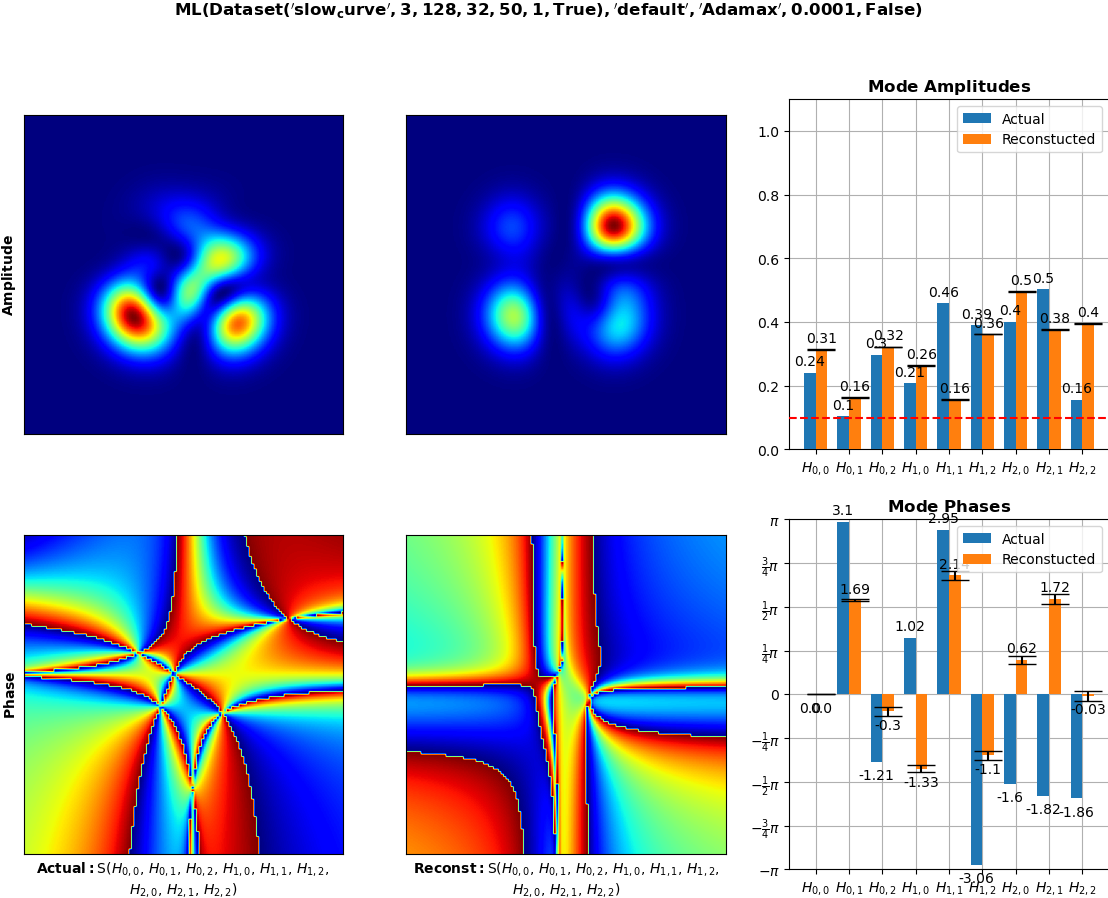 ML(Dataset('slow_curve', 3, 128, 32, 50, 1, True), 'default', 'Adamax', 0.0001, False)
Amplitude
Mode Amplitudes
Actual
Reconstucted
1.0
0.8
0.6
0.4
0.2
0.0
0.24 0.31 0.1 0.16 0.3 0.32 0.21 0.26 0.46 0.16 0.39 0.36 0.4 0.5 0.5 0.38 0.16 0.4
H0,0 H0,1 H0,2 H1,0 H1,1 H1,2 H2,0 H2,1 H2,2
Phase
Mode Phases
Actual
Reconstucted
π
3/4π
1/2π
1/4π
0
−1/4π
−1/2π
−3/4π
−π
0.0 0.0 3.1 1.69 -1.21 -0.3 1.02 -1.33 2.95 -3.06 -1.1 -1.6 0.62 -1.82 1.72 -1.86 -0.03
H0,0 H0,1 H0,2 H1,0 H1,1 H1,2 H2,0 H2,1 H2,2
Actual: S(H0,0, H0,1, H0,2, H1,0, H1,1, H1,2,
H2,0, H2,1, H2,2)
Reconst: S(H0,0, H0,1, H0,2, H1,0, H1,1, H1,2,
H2,0, H2,1, H2,2)